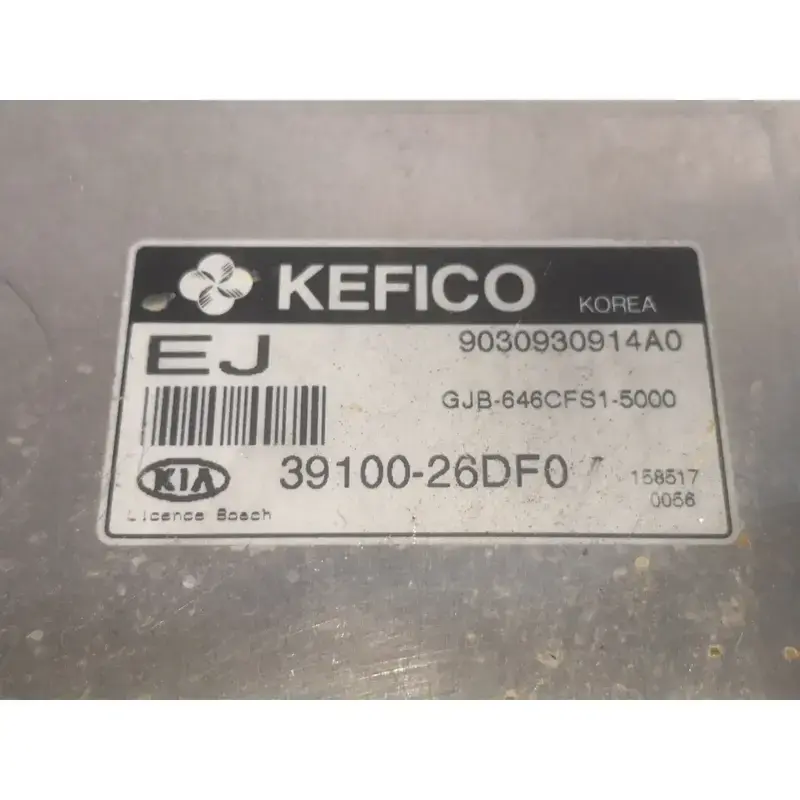 KEFICO KOREA
EJ 9030930914A0
GJB-646CFS1-5000
KIA 39100-26DF0 158517
0056
Licence Bosch